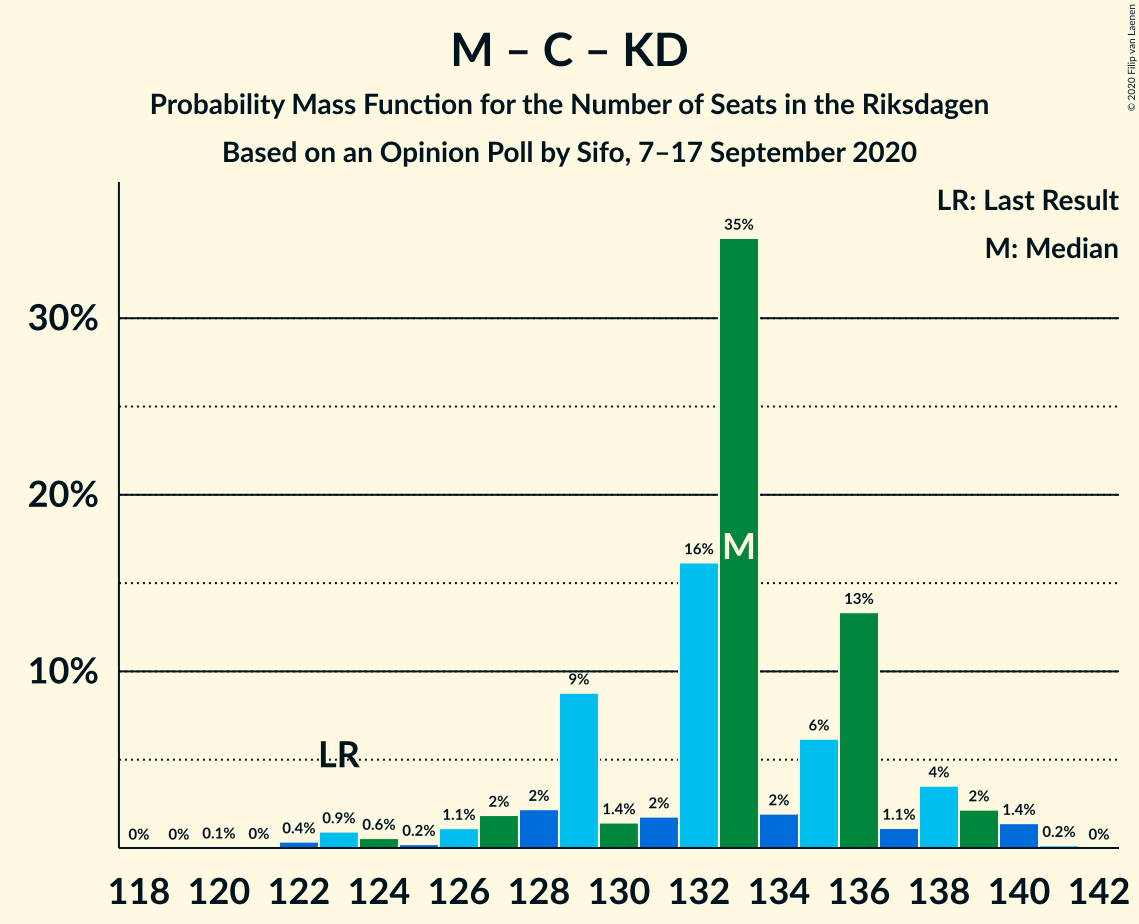 M – C – KD
Probability Mass Function for the Number of Seats in the Riksdagen
Based on an Opinion Poll by Sifo, 7–17 September 2020
© 2020 Filip van Laenen
LR: Last Result
M: Median
30%
20%
10%
0% 0% 0.1% 0% 0.4% 0.9% 0.6% 0.2% 1.1% 2% 2% 9% 1.4% 2% 16% 35% 2% 6% 13% 1.1% 4% 2% 1.4% 0.2% 0%
LR
M
118 120 122 124 126 128 130 132 134 136 138 140 142